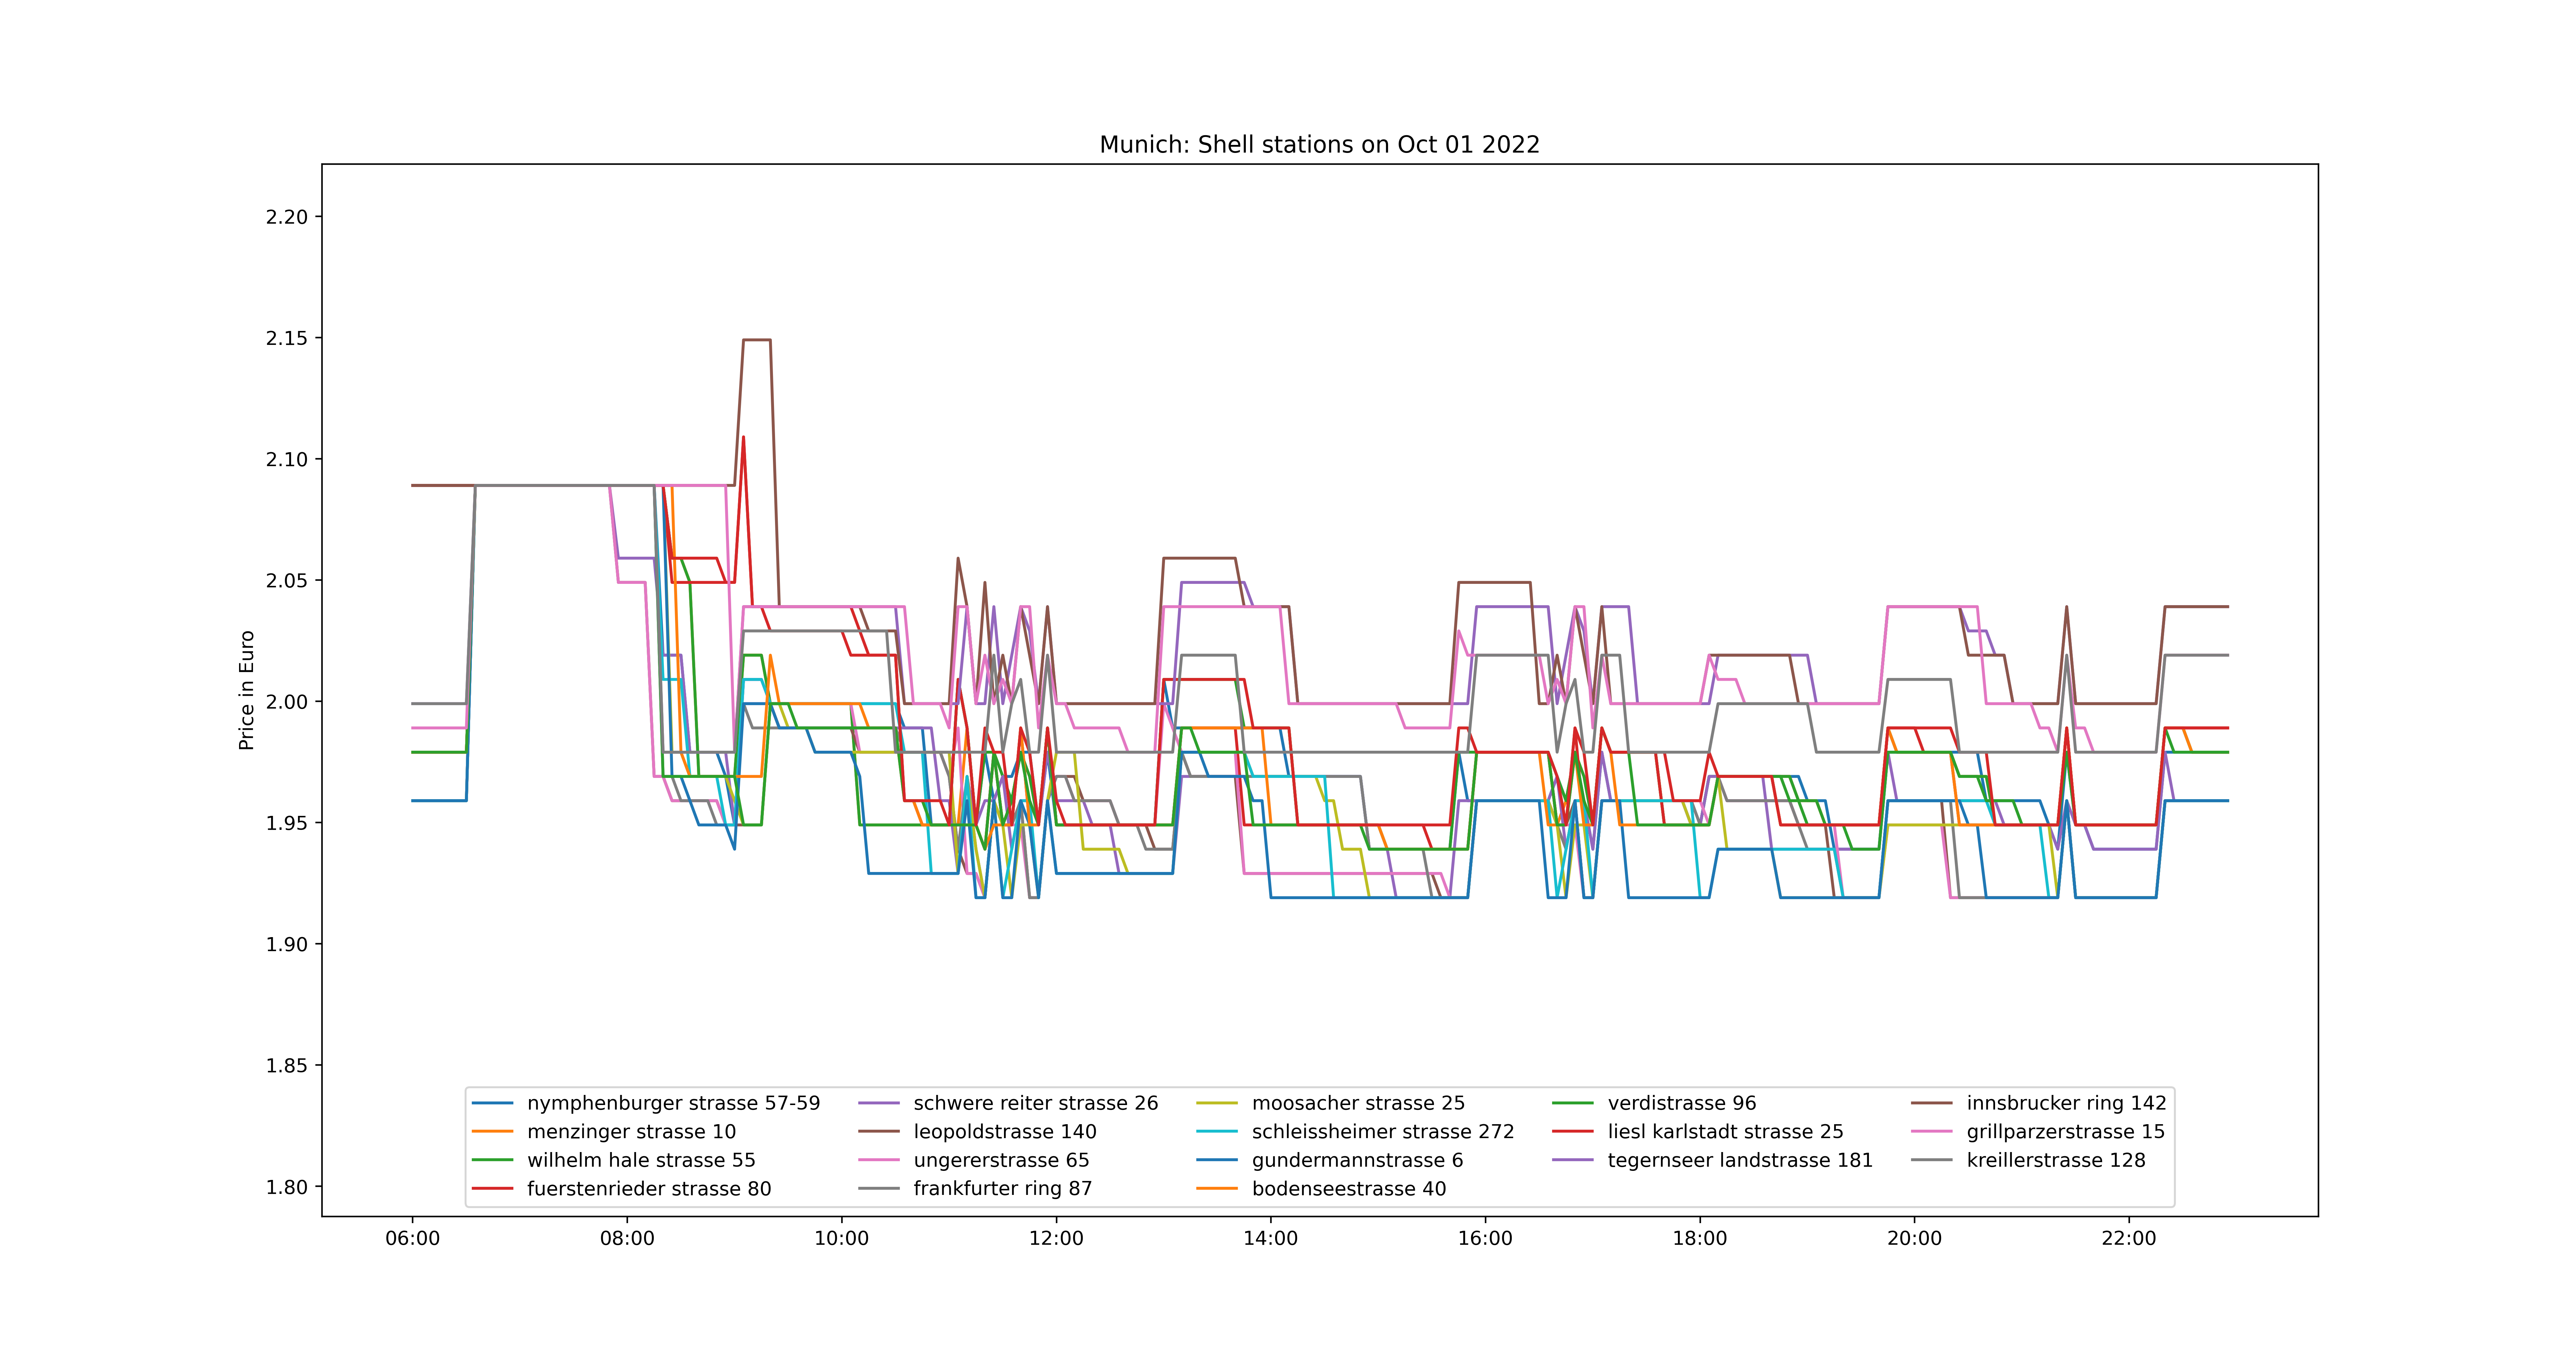 Munich: Shell stations on Oct 01 2022
Price in Euro
2.20
2.15
2.10
2.05
2.00
1.95
1.90
1.85
1.80
nymphenburger strasse 57-59
menzinger strasse 10
wilhelm hale strasse 55
fuerstenrieder strasse 80
schwere reiter strasse 26
leopoldstrasse 140
ungererstrasse 65
frankfurter ring 87
moosacher strasse 25
schleissheimer strasse 272
gundermannstrasse 6
bodenseestrasse 40
verdistrasse 96
liesl karlstadt strasse 25
tegernseer landstrasse 181
innsbrucker ring 142
grillparzerstrasse 15
kreillerstrasse 128
06:00 08:00 10:00 12:00 14:00 16:00 18:00 20:00 22:00